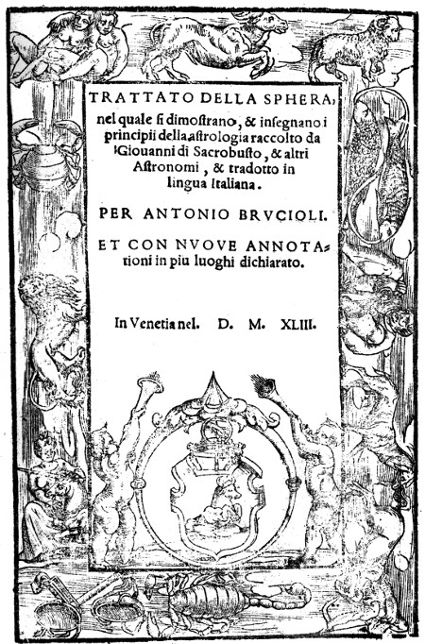 TRATTATO DELLA SPHERA,
nel quale si dimostrano, & insegnano i
principii della astrologia raccolto da
Giouanni di Sacrobusto, & altri
Astronomi, & tradotto in
lingua Italiana.
PER ANTONIO BRVCIOLI.
ET CON NVOVE ANNOTA=
tioni in piu luoghi dichiarato.
In Venetia nel. D. M. XLIII.